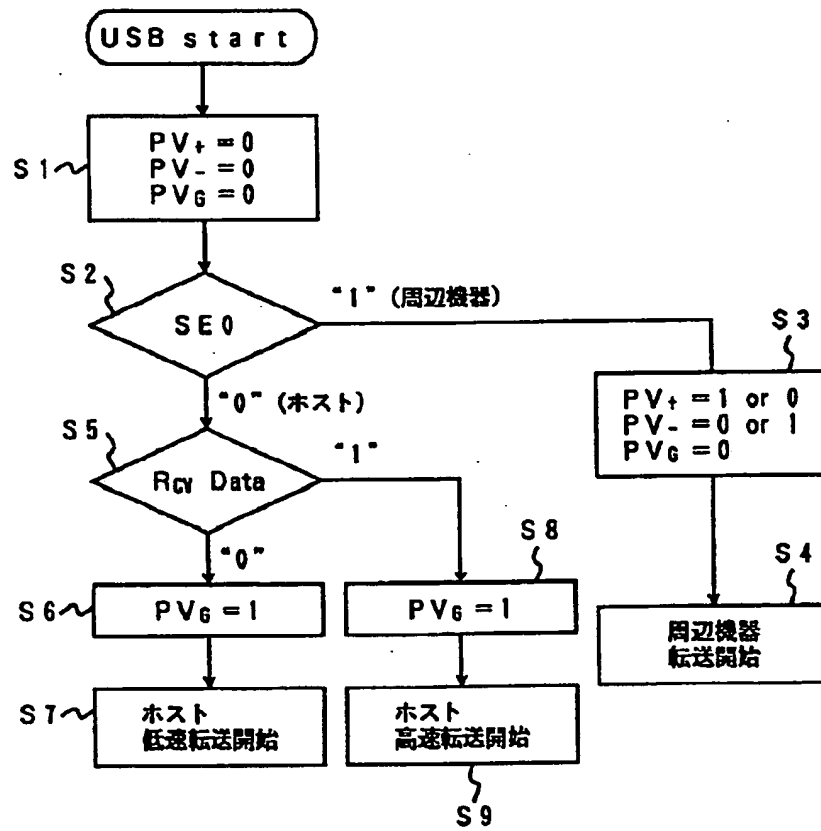 USB start
S1
PV+ = 0
PV- = 0
PVG = 0
S2
SE0
“1” (周辺機器)
S3
PV+ = 1 or 0
PV- = 0 or 1
PVG = 0
“0” (ホスト)
S5
RCV Data
“1”
“0”
S8
S4
S6
PVG = 1
PVG = 1
周辺機器
転送開始
S7
ホスト
低速転送開始
ホスト
高速転送開始
S9